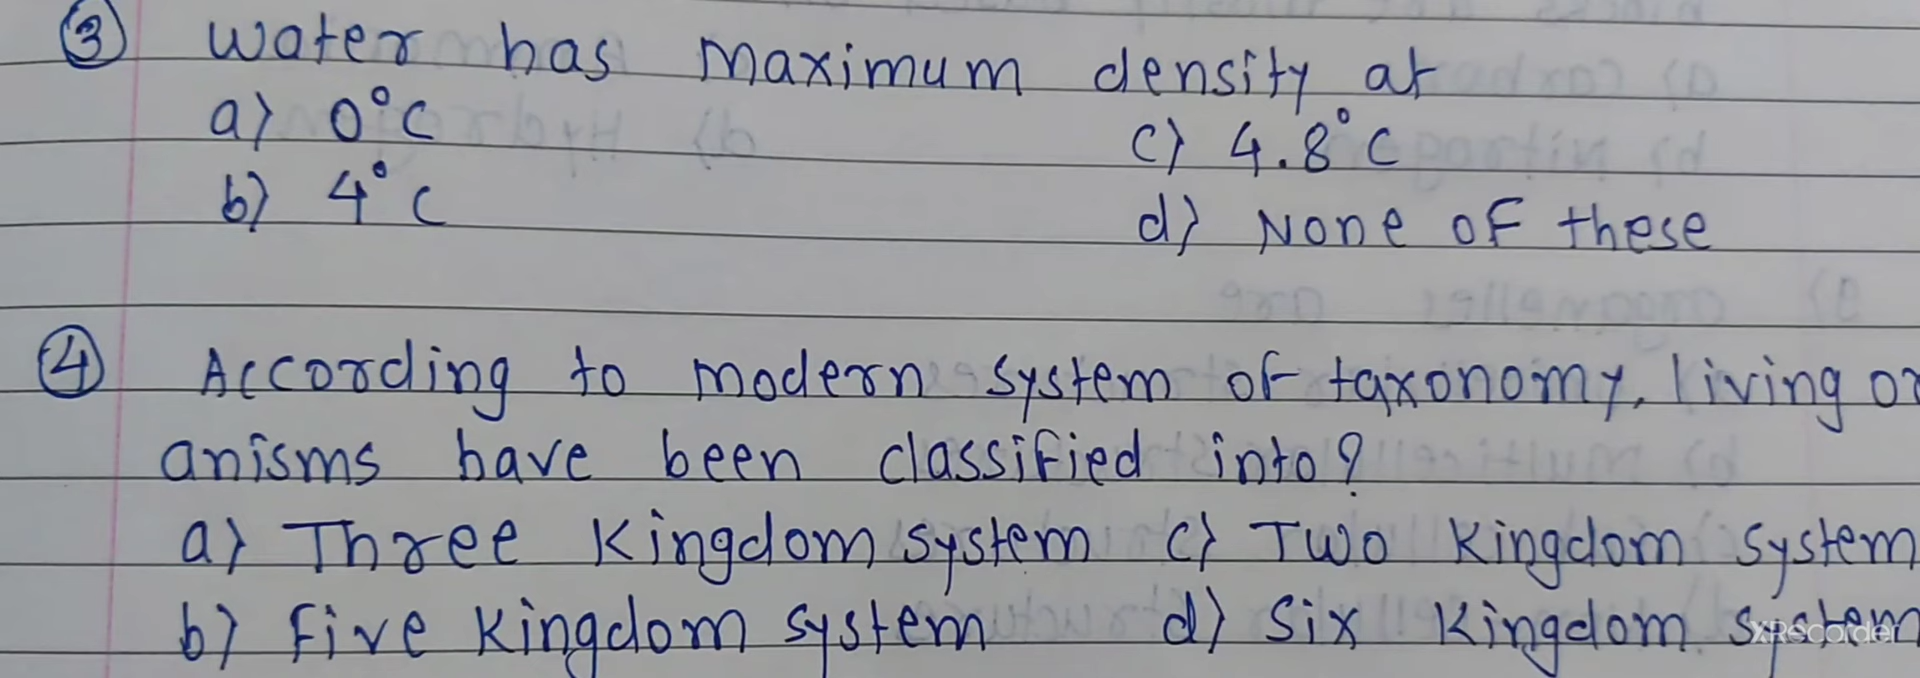 ③ Water has maximum density at
a) 0°C
c) 4.8°C
b) 4°C
d) None of these
④ According to modern system of taxonomy, living or
anisms have been classified into?
a) Three Kingdom system c) Two Kingdom system
b) Five Kingdom system d) Six Kingdom system
XRecorder